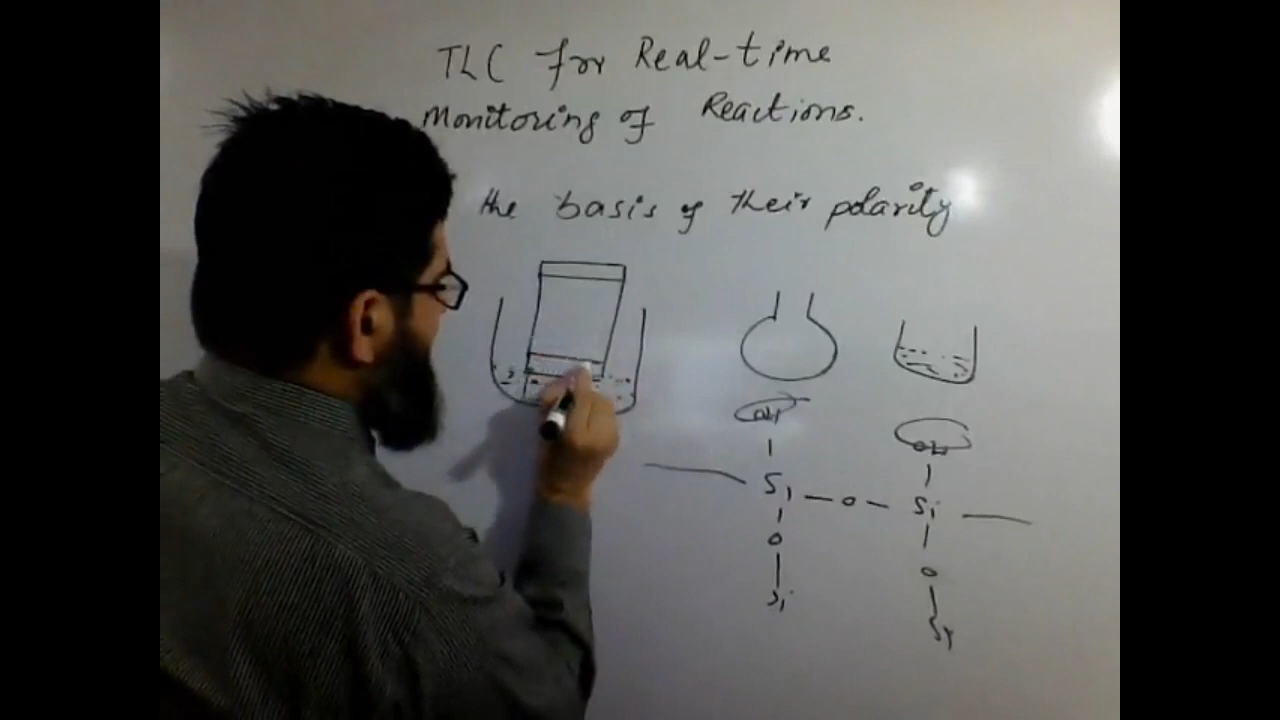 TLC for Real-time
monitoring of Reactions.
the basis of their polarity
OH
OH
Si - O - Si
O
O
Si
Si